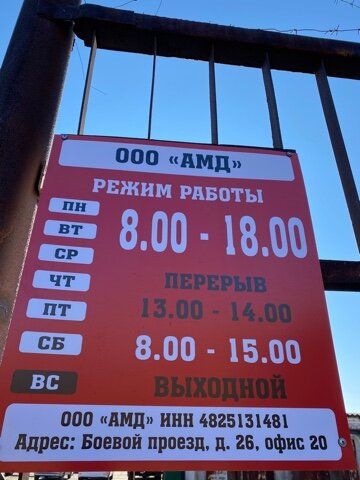 ООО «АМД»
РЕЖИМ РАБОТЫ
ПН
ВТ
8.00 - 18.00
СР
ЧТ
ПЕРЕРЫВ
ПТ
13.00 - 14.00
СБ
8.00 - 15.00
ВС
ВЫХОДНОЙ
ООО «АМД» ИНН 4825131481
Адрес: Боевой проезд, д. 26, офис 20